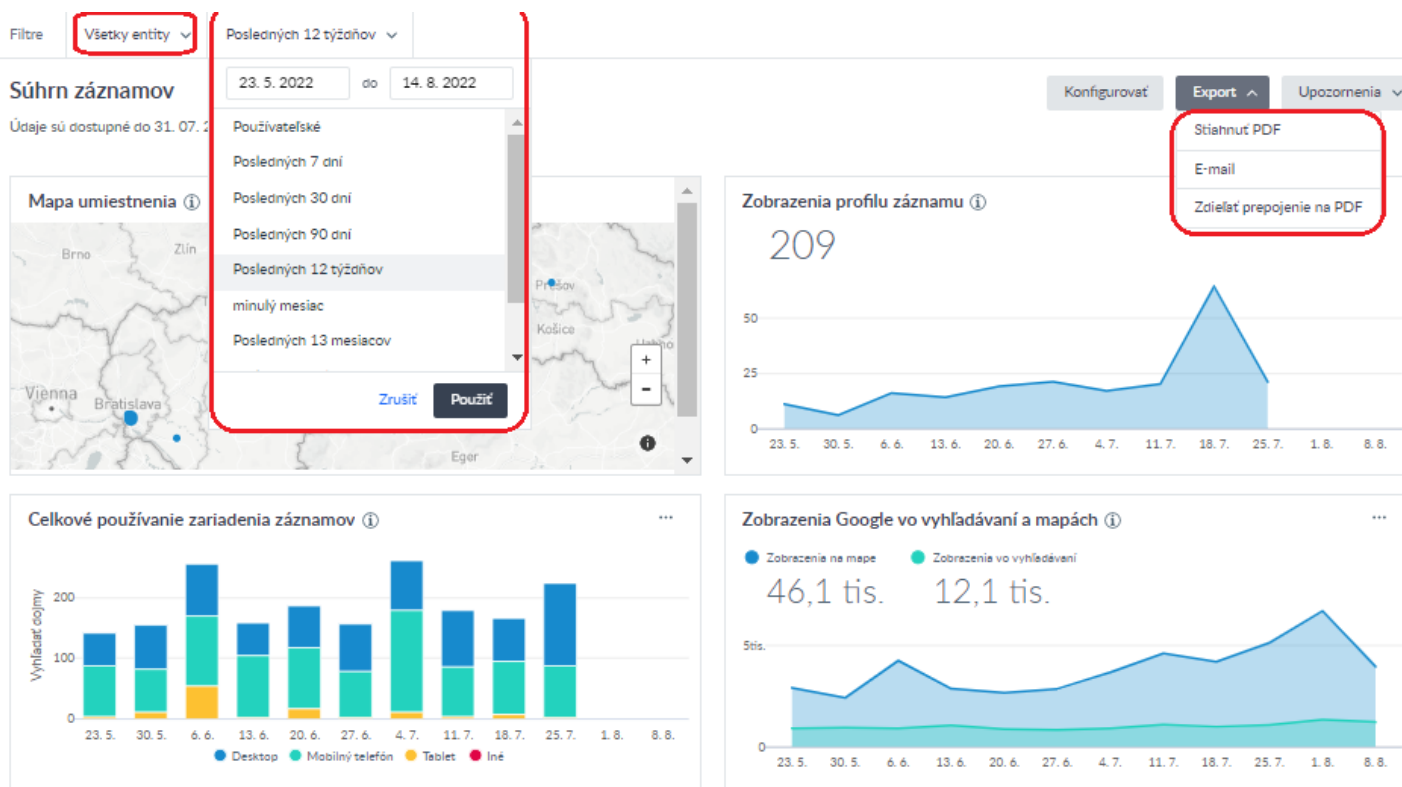 Filtre
Všetky entity
Posledných 12 týždňov
23. 5. 2022 do 14. 8. 2022
Používateľské
Posledných 7 dní
Posledných 30 dní
Posledných 90 dní
Posledných 12 týždňov
minulý mesiac
Posledných 13 mesiacov
Zrušiť Použiť
Súhrn záznamov
Údaje sú dostupné do 31. 07.
Konfigurovať
Export
Upozornenia
Stiahnuť PDF
E-mail
Zdieľať prepojenie na PDF
Mapa umiestnenia
Brno
Zlín
Prešov
Košice
Vienna
Bratislava
Eger
+
-
Zobrazenia profilu záznamu
209
50
25
0
23. 5. 30. 5. 6. 6. 13. 6. 20. 6. 27. 6. 4. 7. 11. 7. 18. 7. 25. 7. 1. 8. 8. 8.
Celkové používanie zariadenia záznamov
...
Vyhľadať dojmy
200
100
0
23. 5. 30. 5. 6. 6. 13. 6. 20. 6. 27. 6. 4. 7. 11. 7. 18. 7. 25. 7. 1. 8. 8. 8.
Desktop Mobilný telefón Tablet Iné
Zobrazenia Google vo vyhľadávaní a mapách
...
Zobrazenia na mape Zobrazenia vo vyhľadávaní
46,1 tis. 12,1 tis.
5tis.
0
23. 5. 30. 5. 6. 6. 13. 6. 20. 6. 27. 6. 4. 7. 11. 7. 18. 7. 25. 7. 1. 8. 8. 8.